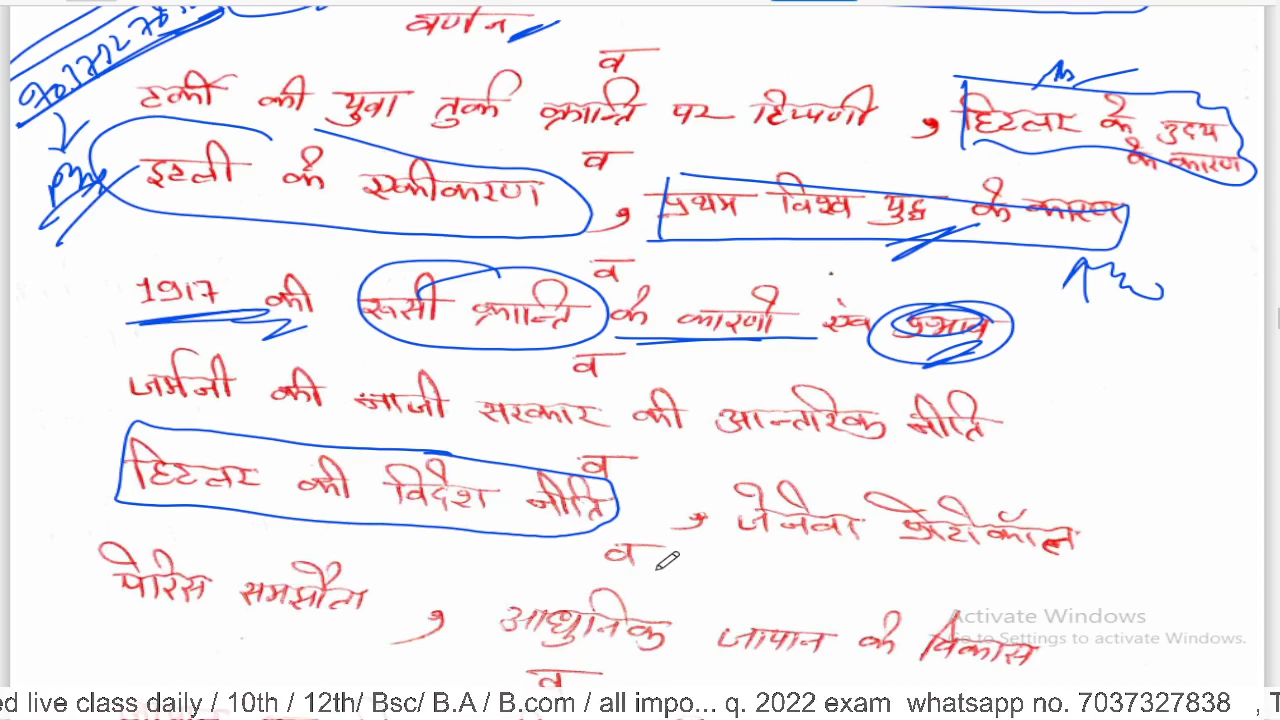 वर्णन
व
टर्की की युवा तुर्क क्रान्ति पर टिप्पणी , हिटलर के उदय
के कारण
व
इटली के एकीकरण , प्रथम विश्व युद्ध के कारण
व
1917 की रूसी क्रान्ति के कारणो एंव प्रभाव
व
जर्मनी की नाजी सरकार की आन्तरिक नीति
व
हिटलर की विदेश नीति , जेनेवा प्रोटोकॉल
व
पेरिस समझौता , आधुनिक जापान के विकास
व
Activate Windows
Go to Settings to activate Windows.
ed live class daily / 10th / 12th/ Bsc/ B.A / B.com / all impo... q. 2022 exam whatsapp no. 7037327838 , T